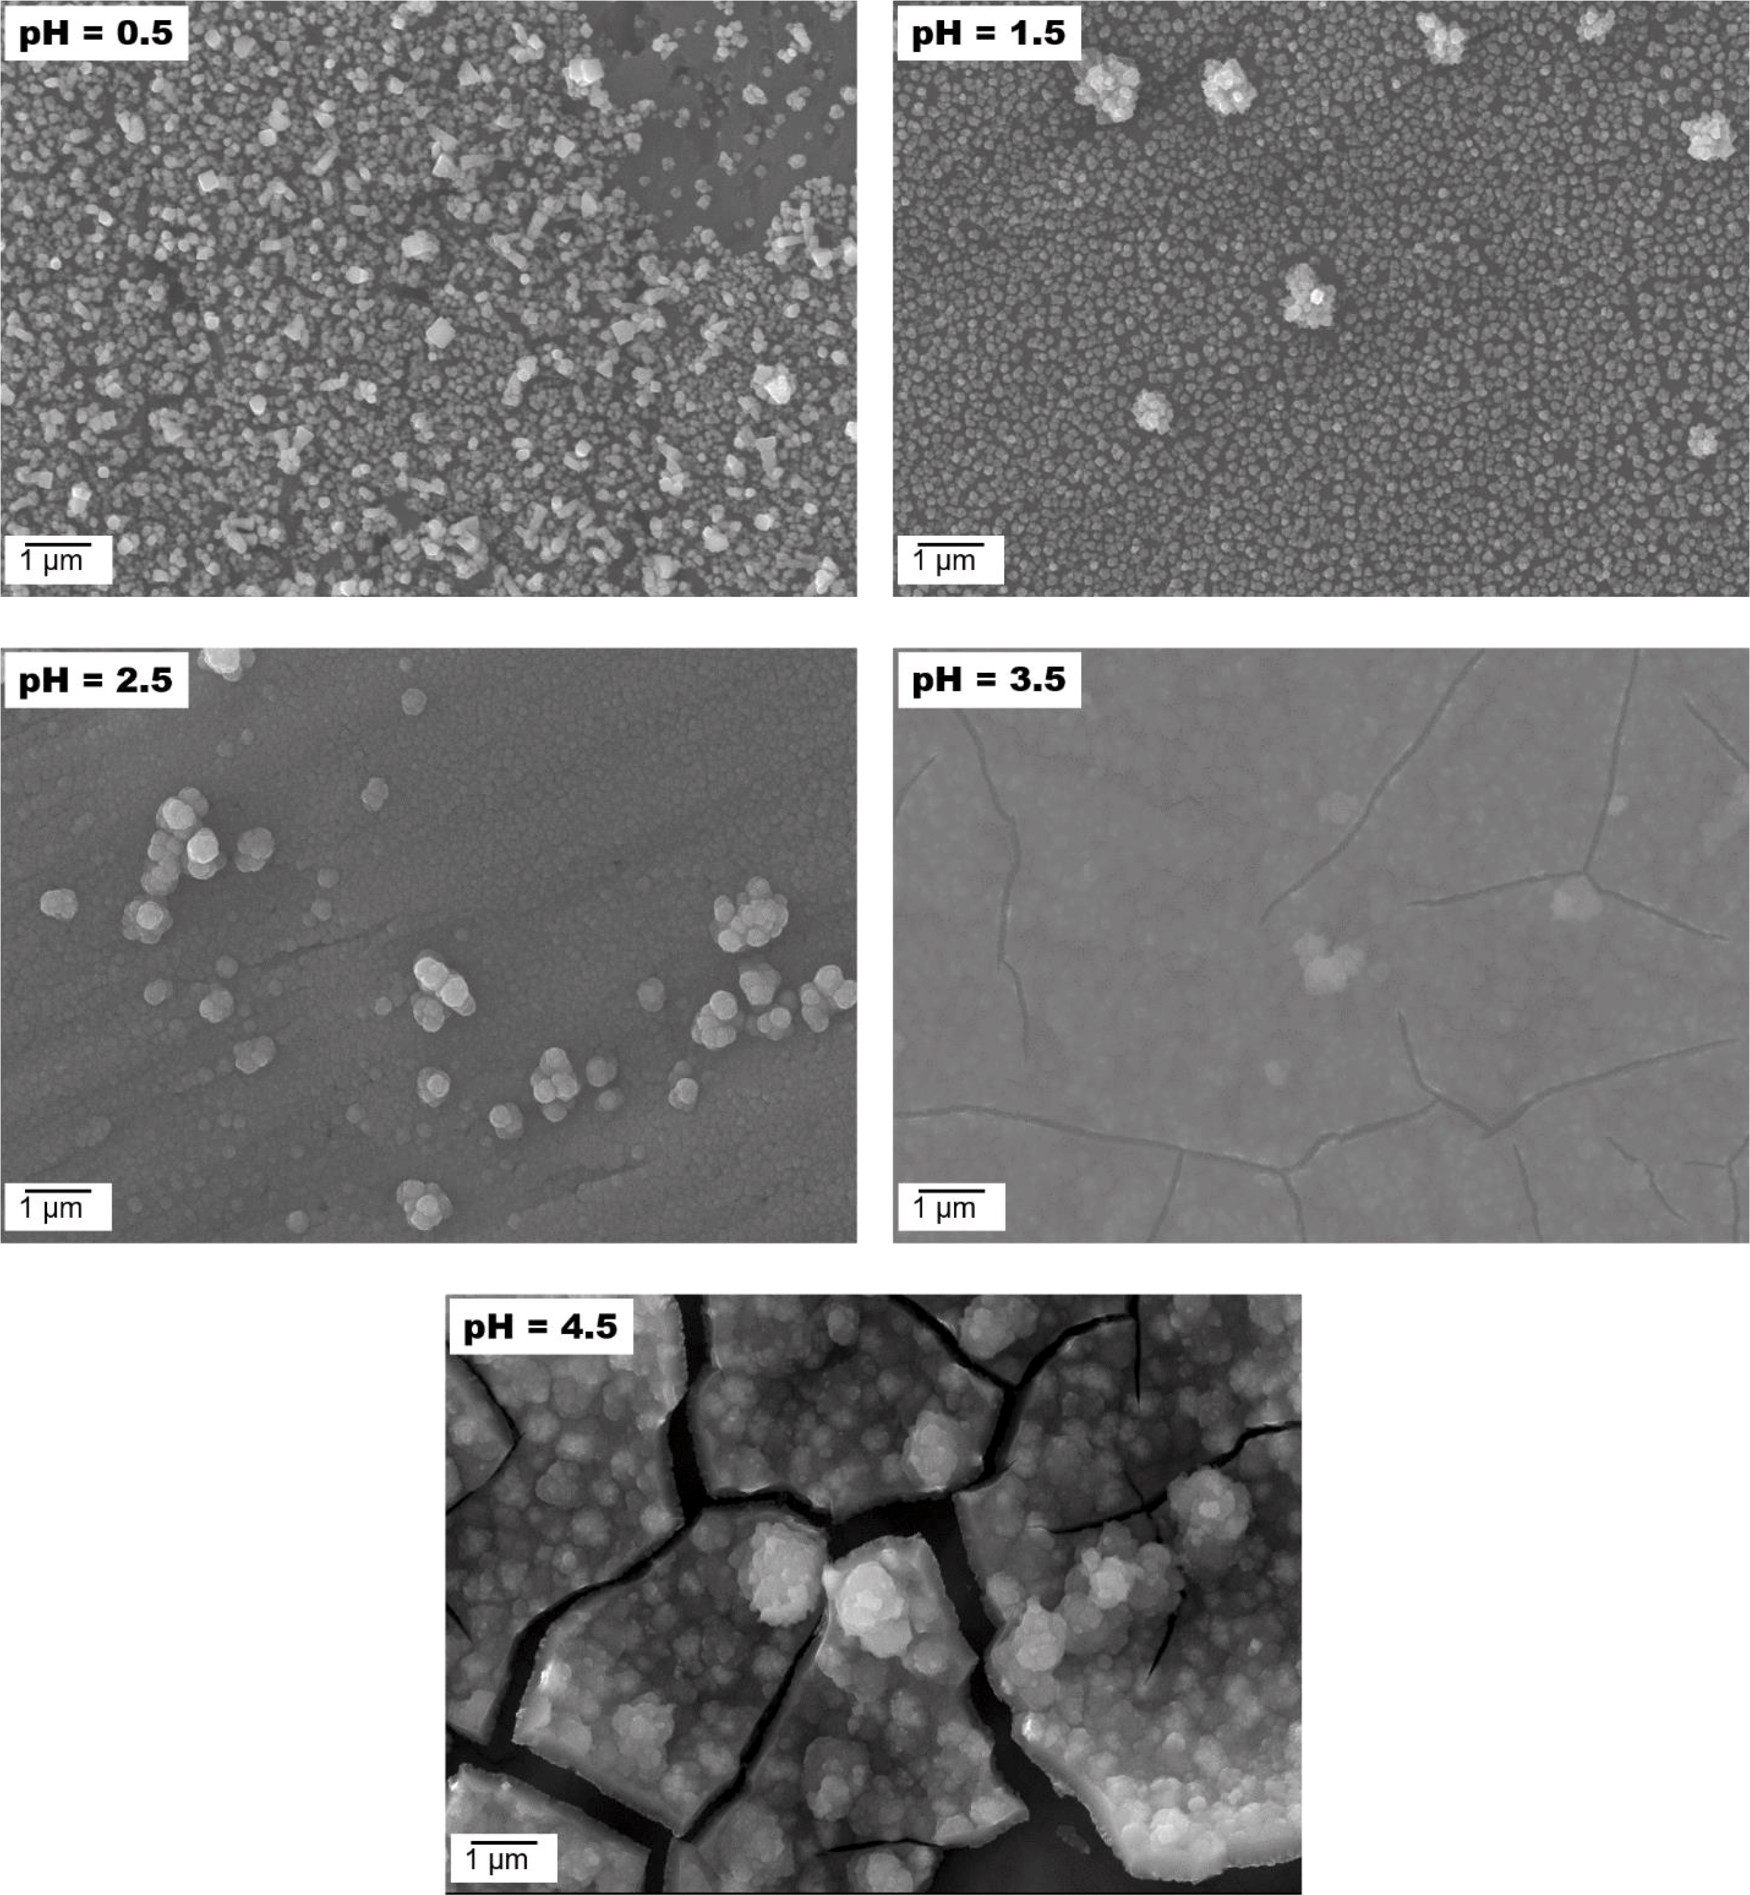 pH = 0.5
1 µm
pH = 1.5
1 µm
pH = 2.5
1 µm
pH = 3.5
1 µm
pH = 4.5
1 µm